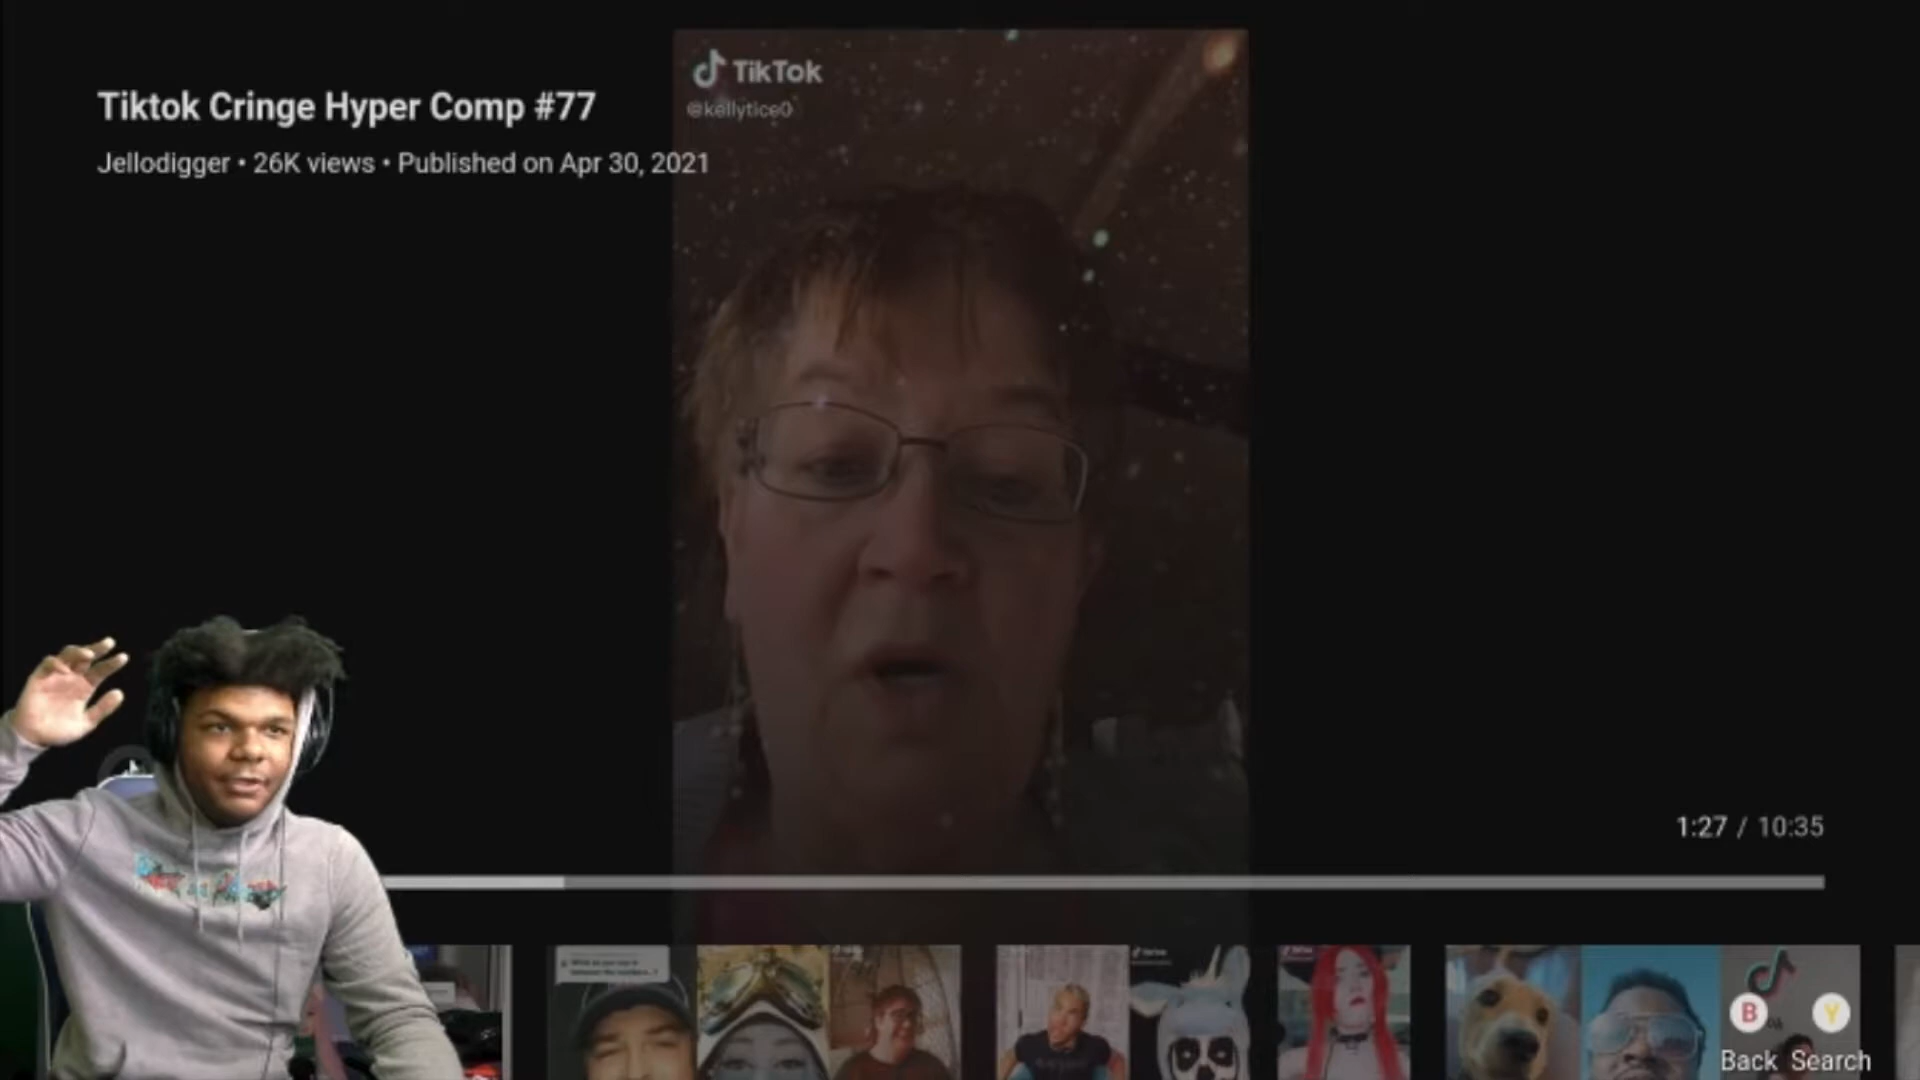 TikTok
@kellytice0
Tiktok Cringe Hyper Comp #77
Jellodigger • 26K views • Published on Apr 30, 2021
1:27 / 10:35
B
Y
Back Search